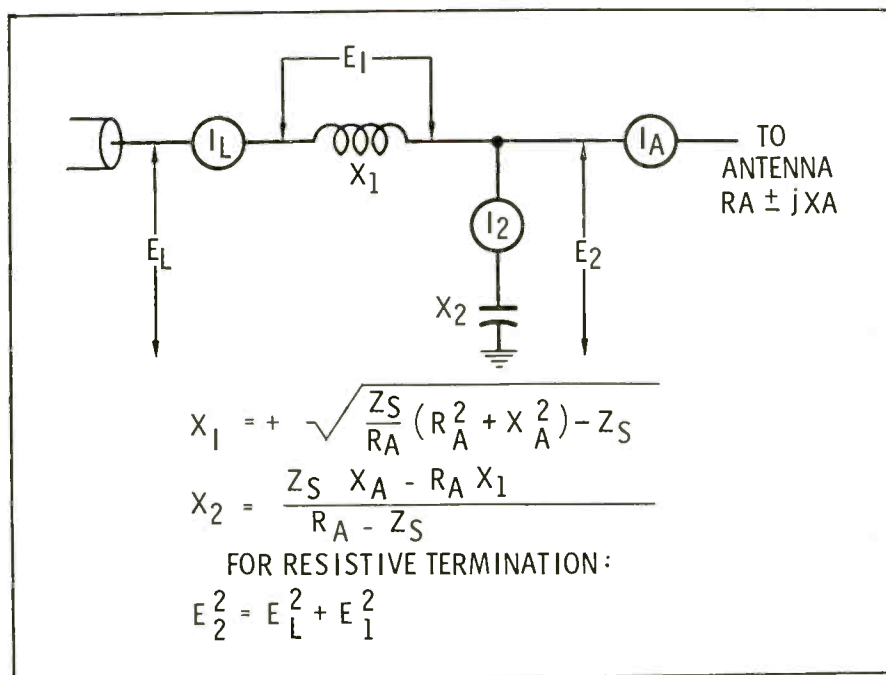 E1
IL
X1
IA
TO
ANTENNA
RA ± jXA
I2
EL
E2
X2
X1 = + √(ZS/RA (RA² + XA²) - ZS)
X2 = (ZS XA - RA X1)/(RA - ZS)
FOR RESISTIVE TERMINATION:
E2² = EL² + E1²